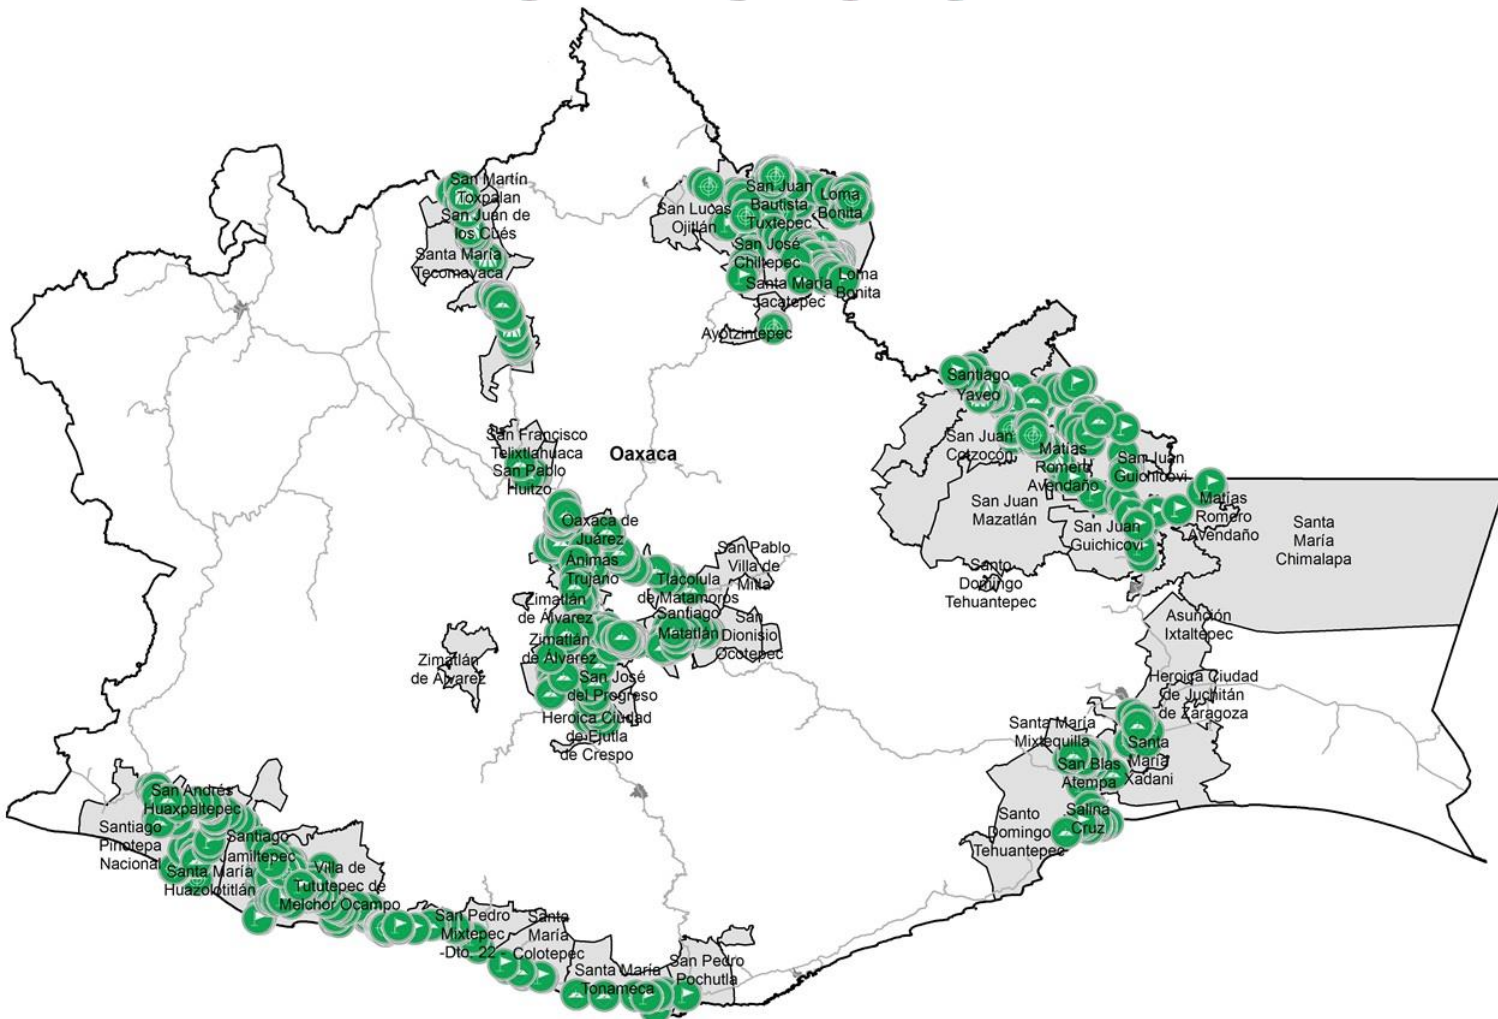 San Martín
Toxpalan
San Juan de
los Cués
Santa María
Tecomavaca
San Lucas
Ojitlán
San Juan
Bautista
Tuxtepec
Loma
Bonita
San José
Chiltepec
Santa María
Jacatepec
Loma
Bonita
Ayotzintepec
Santiago
Yaveo
San Juan
Cotzocón
Matías
Romero
Avendaño
San Juan
Guichicovi
San Juan
Mazatlán
San Juan
Guichicovi
Matías
Romero
Avendaño
Santa
María
Chimalapa
Santo
Domingo
Tehuantepec
San Francisco
Telixtlahuaca
San Pablo
Huitzo
Oaxaca
Oaxaca de
Juárez
Ánimas
Trujano
San Pablo
Villa de
Mitla
Tlacolula
de Matamoros
Zimatlán
de Álvarez
Santiago
Matatlán
San
Dionisio
Ocotepec
Zimatlán
de Álvarez
Zimatlán
de Álvarez
San José
del Progreso
Heroica Ciudad
de Ejutla
de Crespo
Asunción
Ixtaltepec
Heroica Ciudad
de Juchitán
de Zaragoza
Santa María
Mixtequilla
Santa
María
Xadani
San Blas
Atempa
Salina
Cruz
Santo
Domingo
Tehuantepec
San Andrés
Huaxpaltepec
Santiago
Pinotepa
Nacional
Santiago
Jamiltepec
Santa María
Huazolotitlán
Villa de
Tututepec de
Melchor Ocampo
San Pedro
Mixtepec
-Dto. 22 -
Santa
María
Colotepec
Santa María
Tonameca
San Pedro
Pochutla